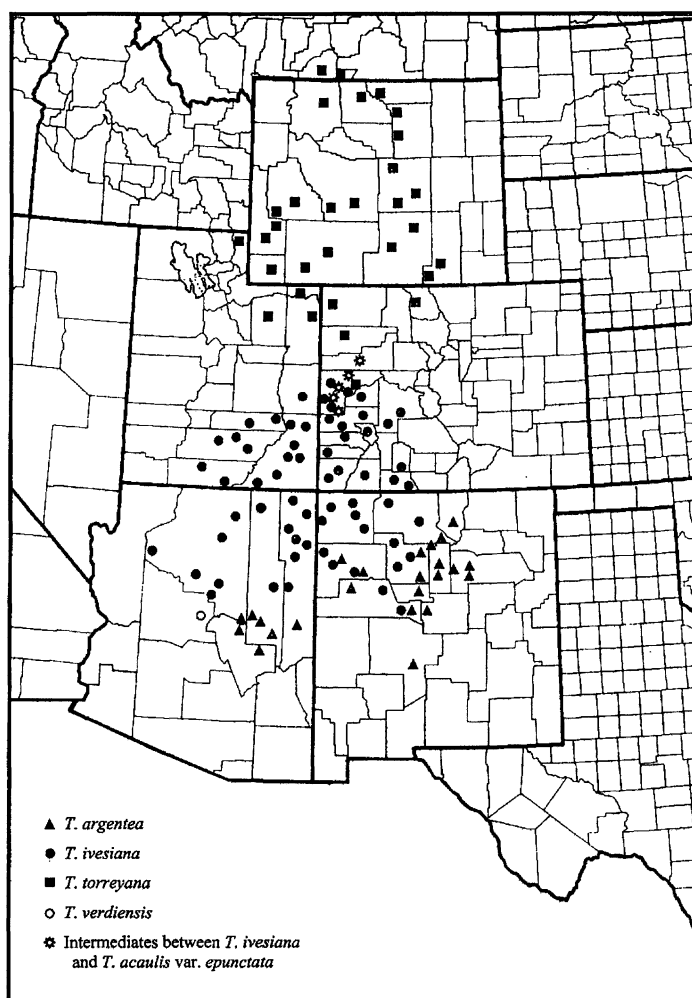 T. argentea
T. ivesiana
T. torreyana
T. verdiensis
Intermediates between T. ivesiana
and T. acaulis var. epunctata